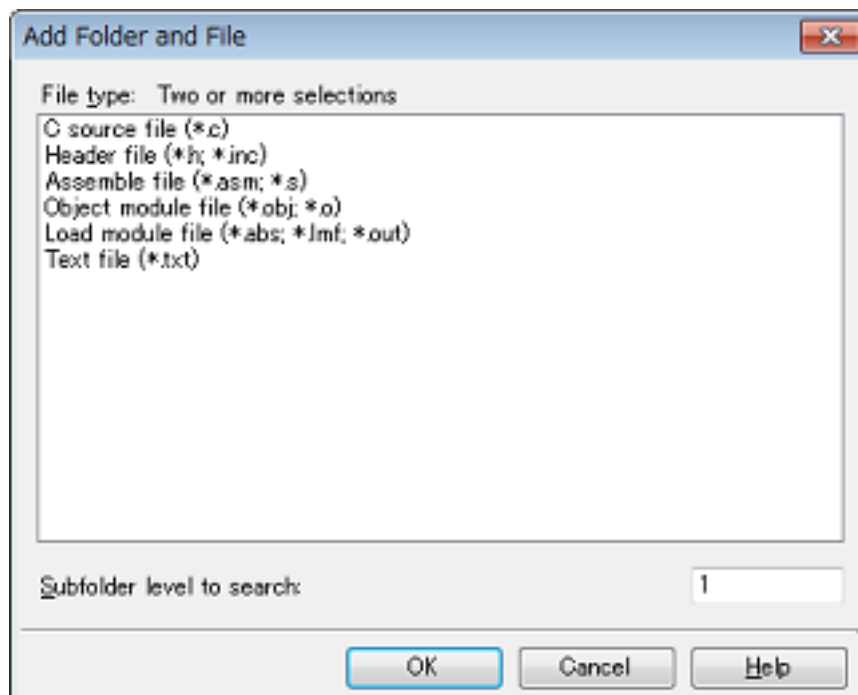 Add Folder and File
File type: Two or more selections
C source file (*.c)
Header file (*.h; *.inc)
Assemble file (*.asm; *.s)
Object module file (*.obj; *.o)
Load module file (*.abs; *.lmf; *.out)
Text file (*.txt)
Subfolder level to search: 1
OK Cancel Help